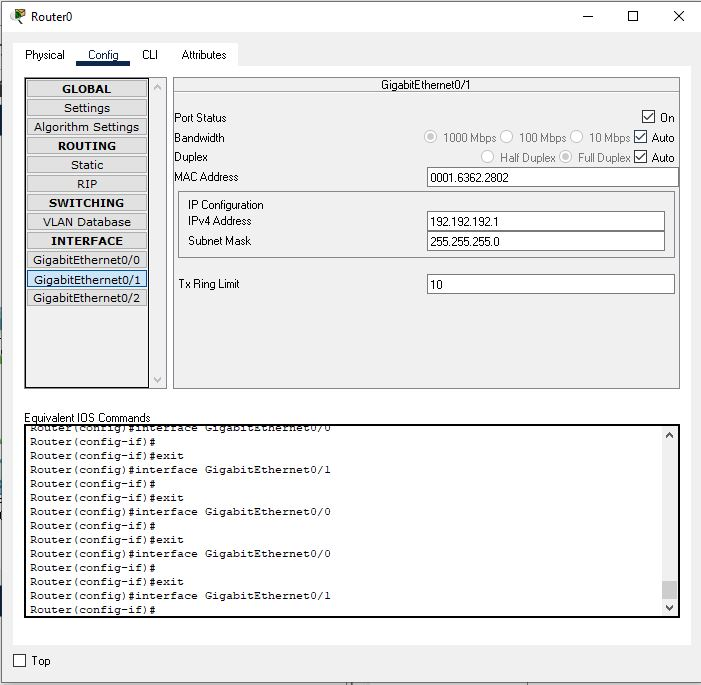 Router0
Physical Config CLI Attributes
GLOBAL
Settings
Algorithm Settings
ROUTING
Static
RIP
SWITCHING
VLAN Database
INTERFACE
GigabitEthernet0/0
GigabitEthernet0/1
GigabitEthernet0/2
GigabitEthernet0/1
Port Status On
Bandwidth 1000 Mbps 100 Mbps 10 Mbps Auto
Duplex Half Duplex Full Duplex Auto
MAC Address 0001.6362.2802
IP Configuration
IPv4 Address 192.192.192.1
Subnet Mask 255.255.255.0
Tx Ring Limit 10
Equivalent IOS Commands
Router(config)#interface GigabitEthernet0/0
Router(config-if)#
Router(config-if)#exit
Router(config)#interface GigabitEthernet0/1
Router(config-if)#
Router(config-if)#exit
Router(config)#interface GigabitEthernet0/0
Router(config-if)#
Router(config-if)#exit
Router(config)#interface GigabitEthernet0/0
Router(config-if)#
Router(config-if)#exit
Router(config)#interface GigabitEthernet0/1
Router(config-if)#
Top